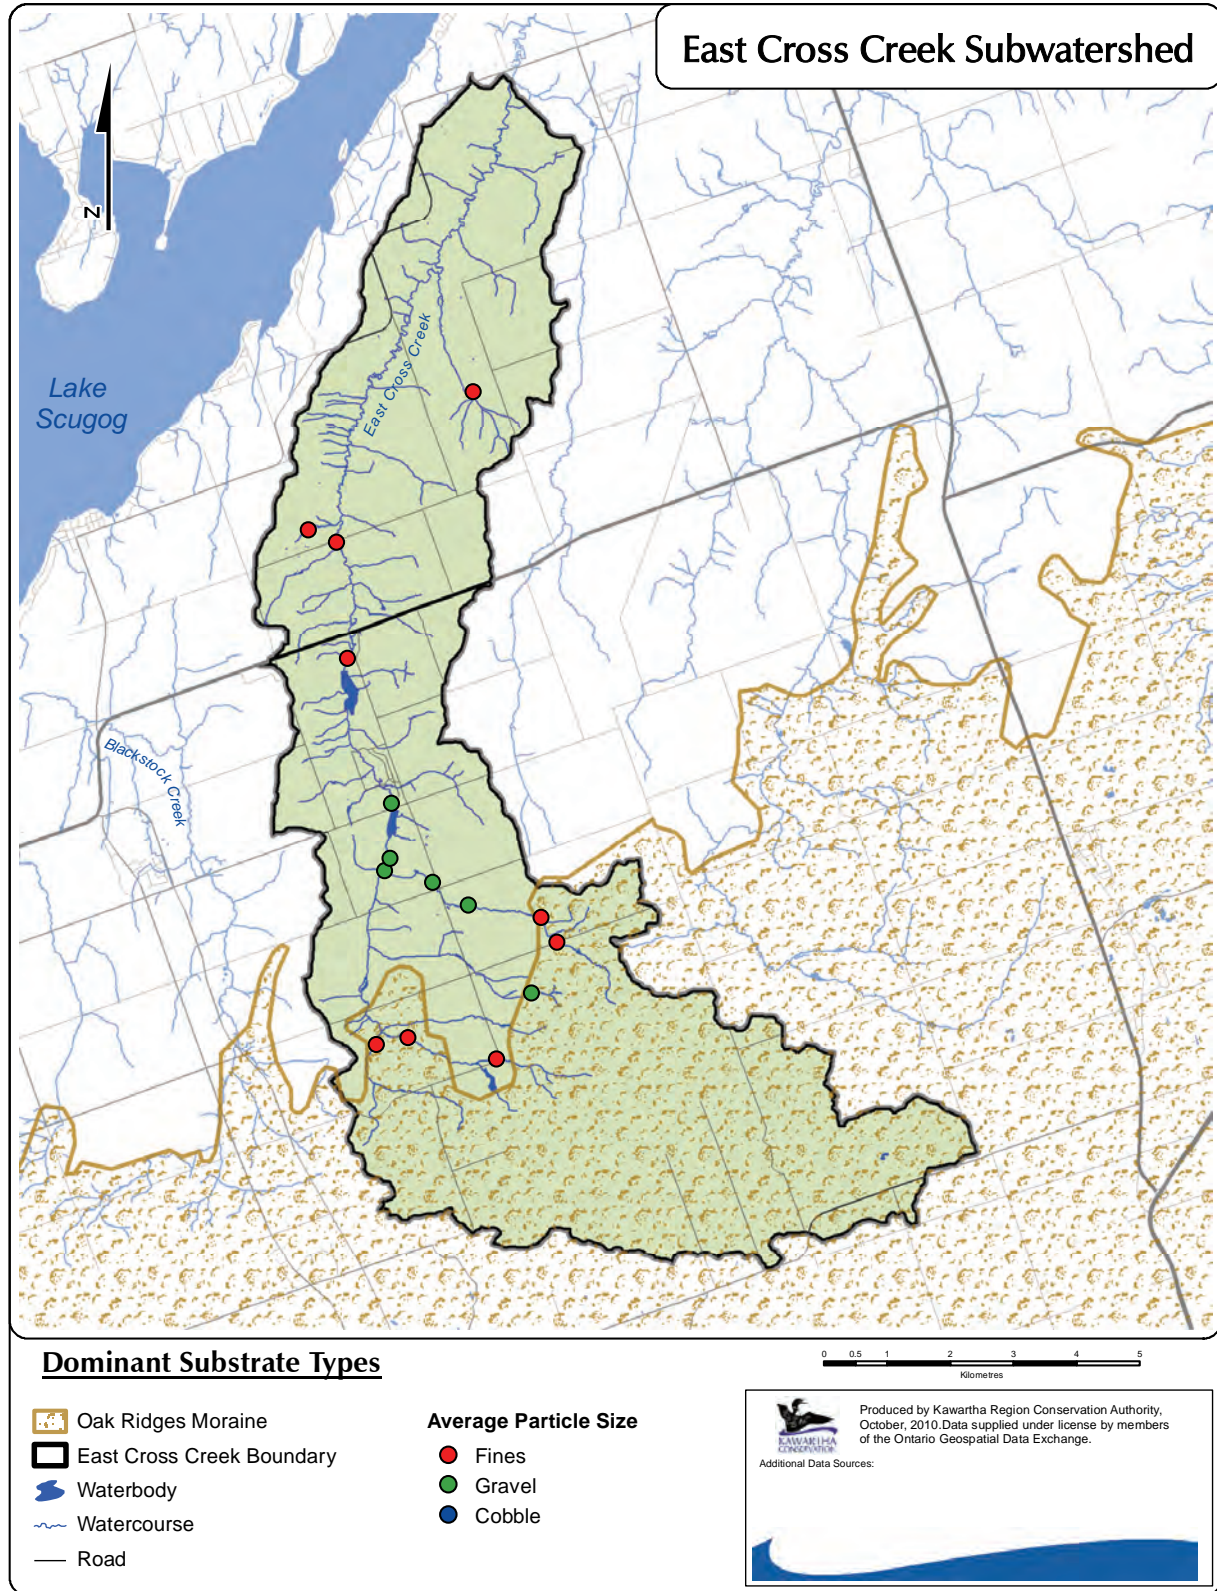 East Cross Creek Subwatershed
N
Lake
Scugog
East Cross Creek
Blackstock Creek
Dominant Substrate Types
Oak Ridges Moraine
East Cross Creek Boundary
Waterbody
Watercourse
Road
Average Particle Size
Fines
Gravel
Cobble
0 0.5 1 2 3 4 5
Kilometres
KAWARTHA
CONSERVATION
Produced by Kawartha Region Conservation Authority,
October, 2010.Data supplied under license by members
of the Ontario Geospatial Data Exchange.
Additional Data Sources: